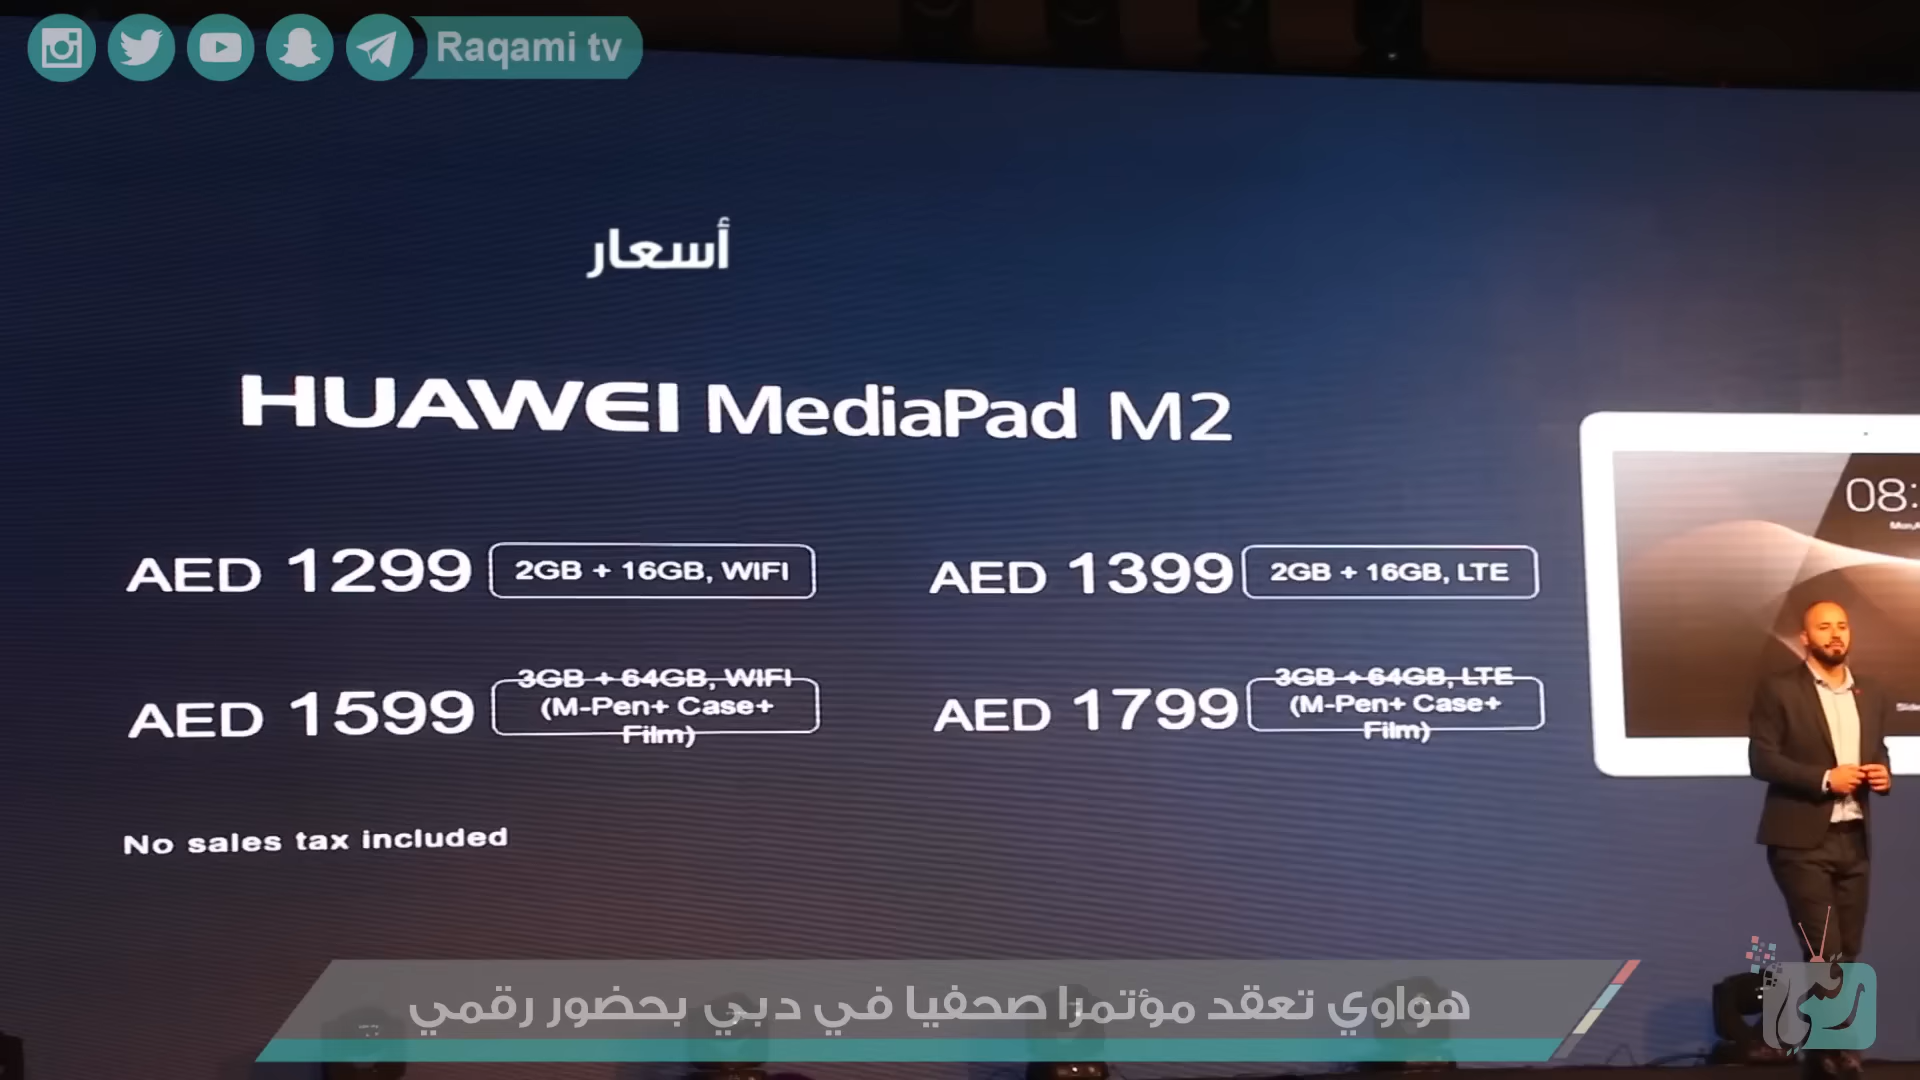 Raqami tv
أسعار
HUAWEI MediaPad M2
AED 1299 2GB + 16GB, WIFI
AED 1399 2GB + 16GB, LTE
AED 1599 3GB + 64GB, WIFI
(M-Pen+ Case+
Film)
AED 1799 3GB + 64GB, LTE
(M-Pen+ Case+
Film)
No sales tax included
08:
هواوي تعقد مؤتمرا صحفيا في دبي بحضور رقمي
رقمي